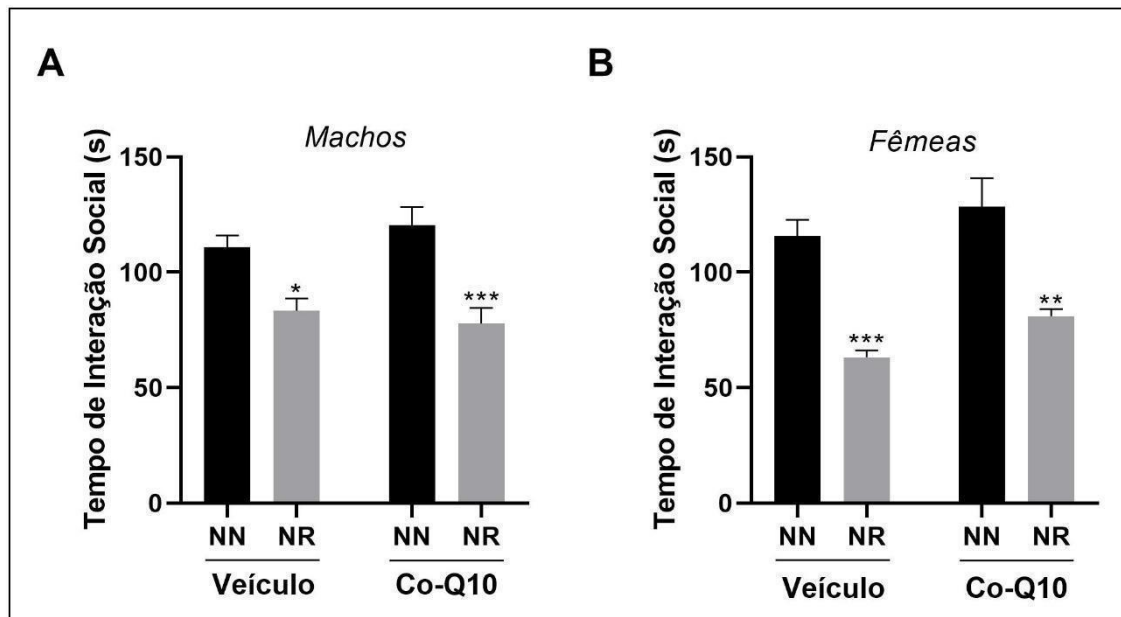 A
Machos
Tempo de Interação Social (s)
150
100
50
0
*
***
NN NR NN NR
Veículo Co-Q10
B
Fêmeas
Tempo de Interação Social (s)
150
100
50
0
***
**
NN NR NN NR
Veículo Co-Q10